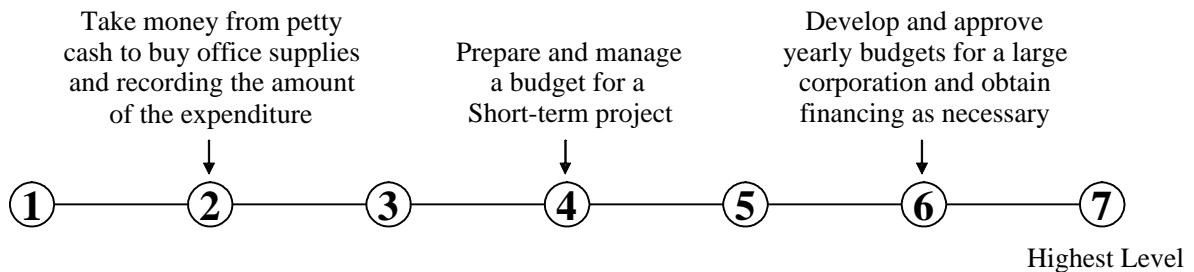 Take money from petty
cash to buy office supplies
and recording the amount
of the expenditure
Prepare and manage
a budget for a
Short-term project
Develop and approve
yearly budgets for a large
corporation and obtain
financing as necessary
1 2 3 4 5 6 7
Highest Level